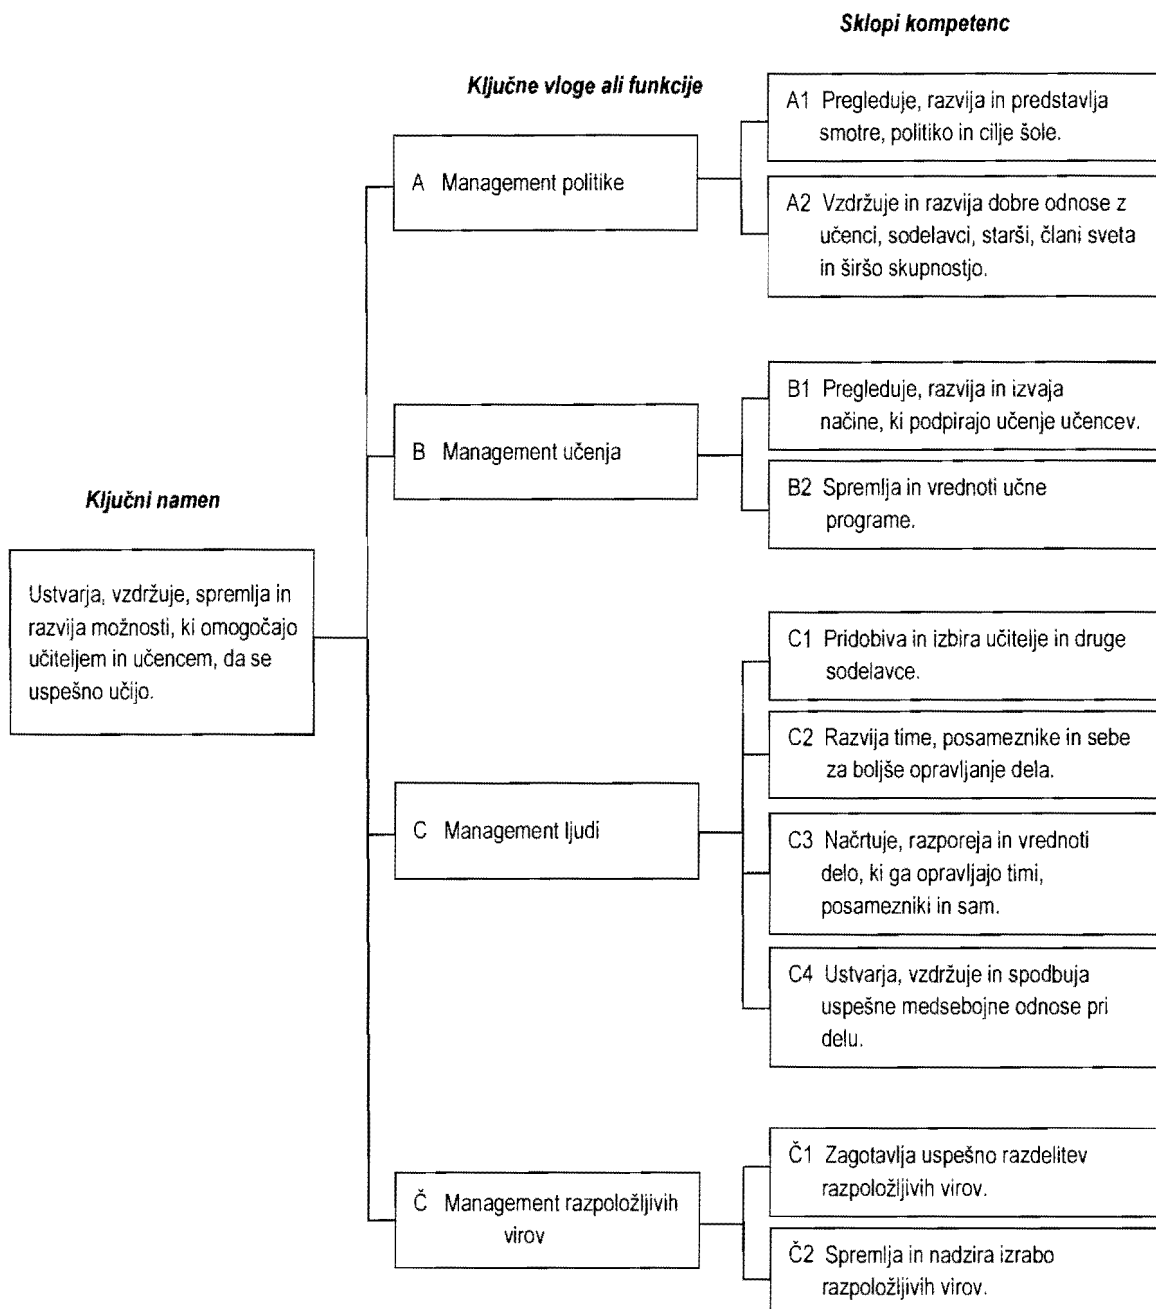 Sklopi kompetenc
Ključne vloge ali funkcije
A1 Pregleduje, razvija in predstavlja
smotre, politiko in cilje šole.
A Management politike
A2 Vzdržuje in razvija dobre odnose z
učenci, sodelavci, starši, člani sveta
in širšo skupnostjo.
B1 Pregleduje, razvija in izvaja
načine, ki podpirajo učenje učencev.
B Management učenja
B2 Spremlja in vrednoti učne
programe.
Ključni namen
Ustvarja, vzdržuje, spremlja in
razvija možnosti, ki omogočajo
učiteljem in učencem, da se
uspešno učijo.
C1 Pridobiva in izbira učitelje in druge
sodelavce.
C2 Razvija time, posameznike in sebe
za boljše opravljanje dela.
C Management ljudi
C3 Načrtuje, razporeja in vrednoti
delo, ki ga opravljajo timi,
posamezniki in sam.
C4 Ustvarja, vzdržuje in spodbuja
uspešne medsebojne odnose pri
delu.
Č1 Zagotavlja uspešno razdelitev
razpoložljivih virov.
Č Management razpoložljivih
virov
Č2 Spremlja in nadzira izrabo
razpoložljivih virov.